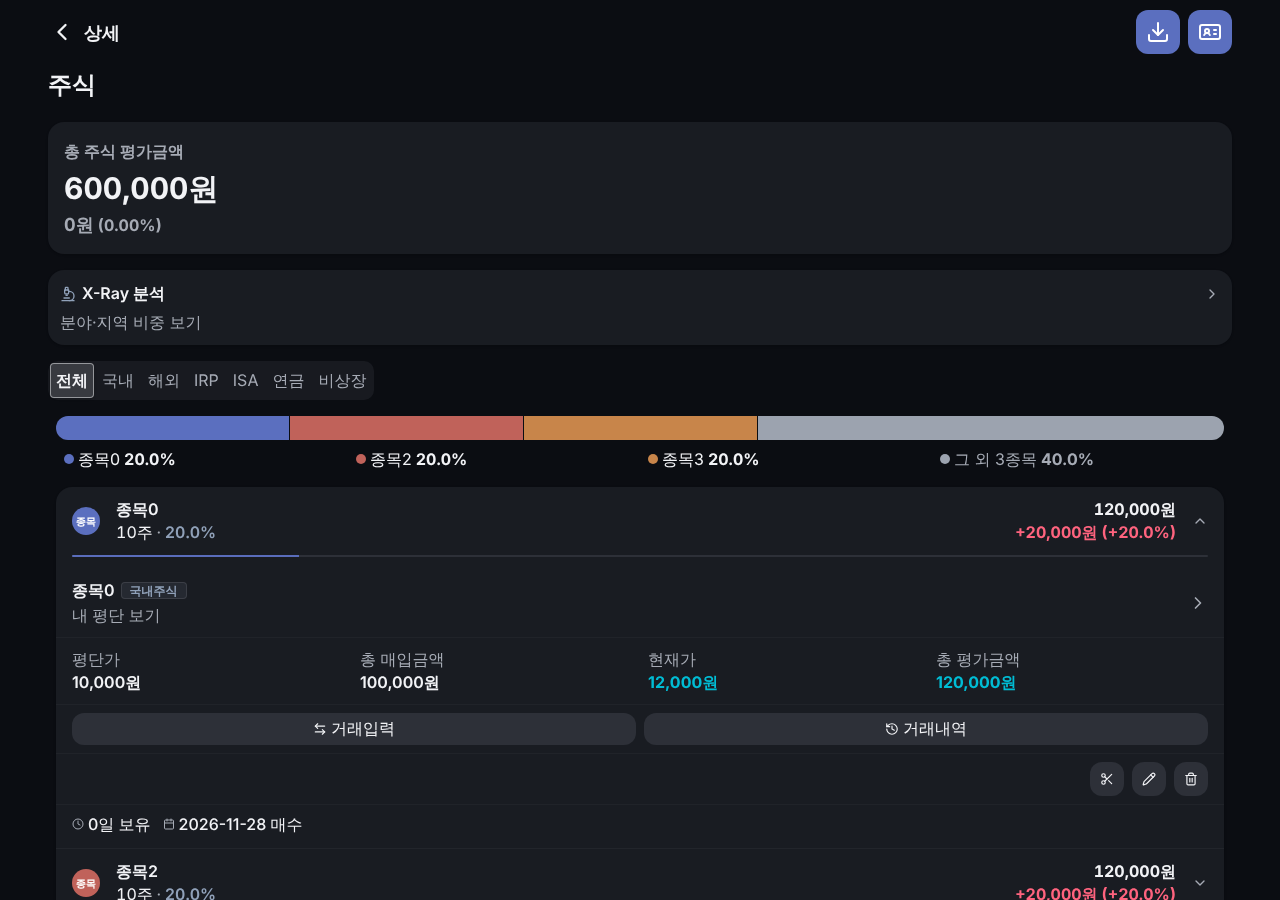 상세
주식
총 주식 평가금액
600,000원
0원 (0.00%)
X-Ray 분석
분야·지역 비중 보기
전체 국내 해외 IRP ISA 연금 비상장
종목0 20.0% 종목2 20.0% 종목3 20.0% 그 외 3종목 40.0%
종목 종목0 120,000원
10주 · 20.0% +20,000원 (+20.0%)
종목0 국내주식
내 평단 보기
평단가 총 매입금액 현재가 총 평가금액
10,000원 100,000원 12,000원 120,000원
거래입력 거래내역
0일 보유 2026-11-28 매수
종목 종목2 120,000원
10주 · 20.0% +20,000원 (+20.0%)